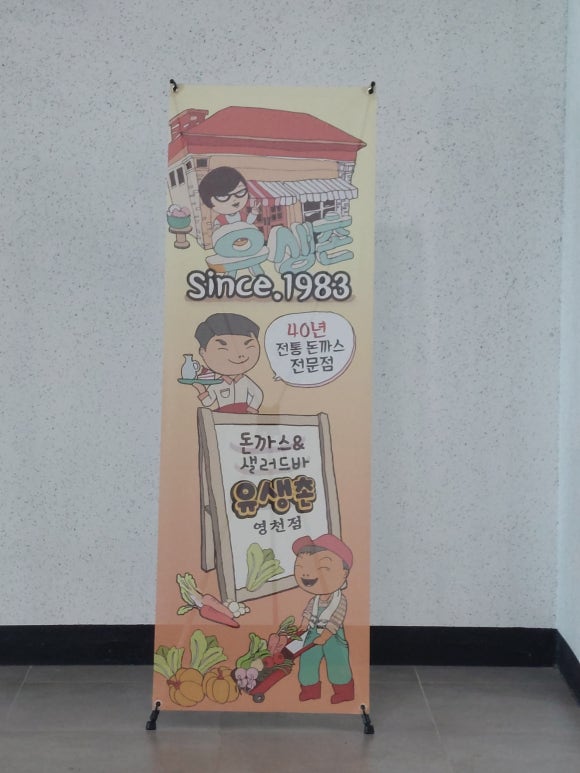 유생촌
Since.1983
40년
전통 돈까스
전문점
돈까스&
샐러드바
유생촌
영천점